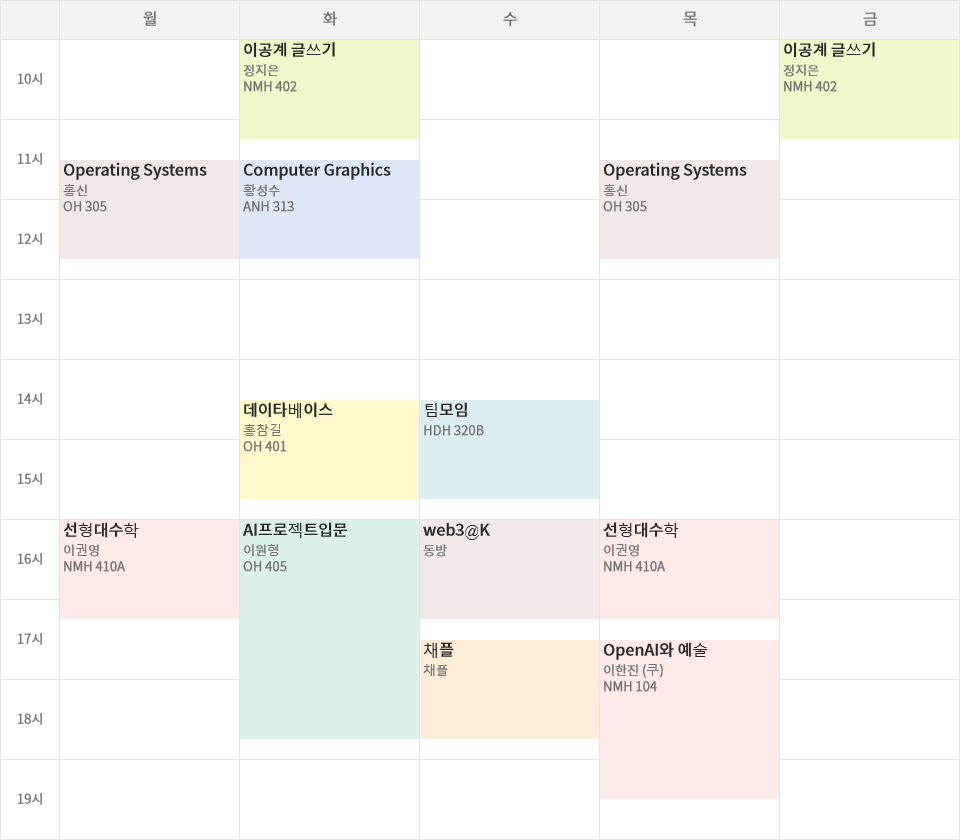 월 화 수 목 금
10시
11시
12시
13시
14시
15시
16시
17시
18시
19시
Operating Systems
홍신
OH 305
선형대수학
이권영
NMH 410A
이공계 글쓰기
정지은
NMH 402
Computer Graphics
황성수
ANH 313
데이타베이스
홍참길
OH 401
AI프로젝트입문
이원형
OH 405
팀모임
HDH 320B
web3@K
동방
채플
채플
Operating Systems
홍신
OH 305
선형대수학
이권영
NMH 410A
OpenAI와 예술
이한진 (쿠)
NMH 104
이공계 글쓰기
정지은
NMH 402